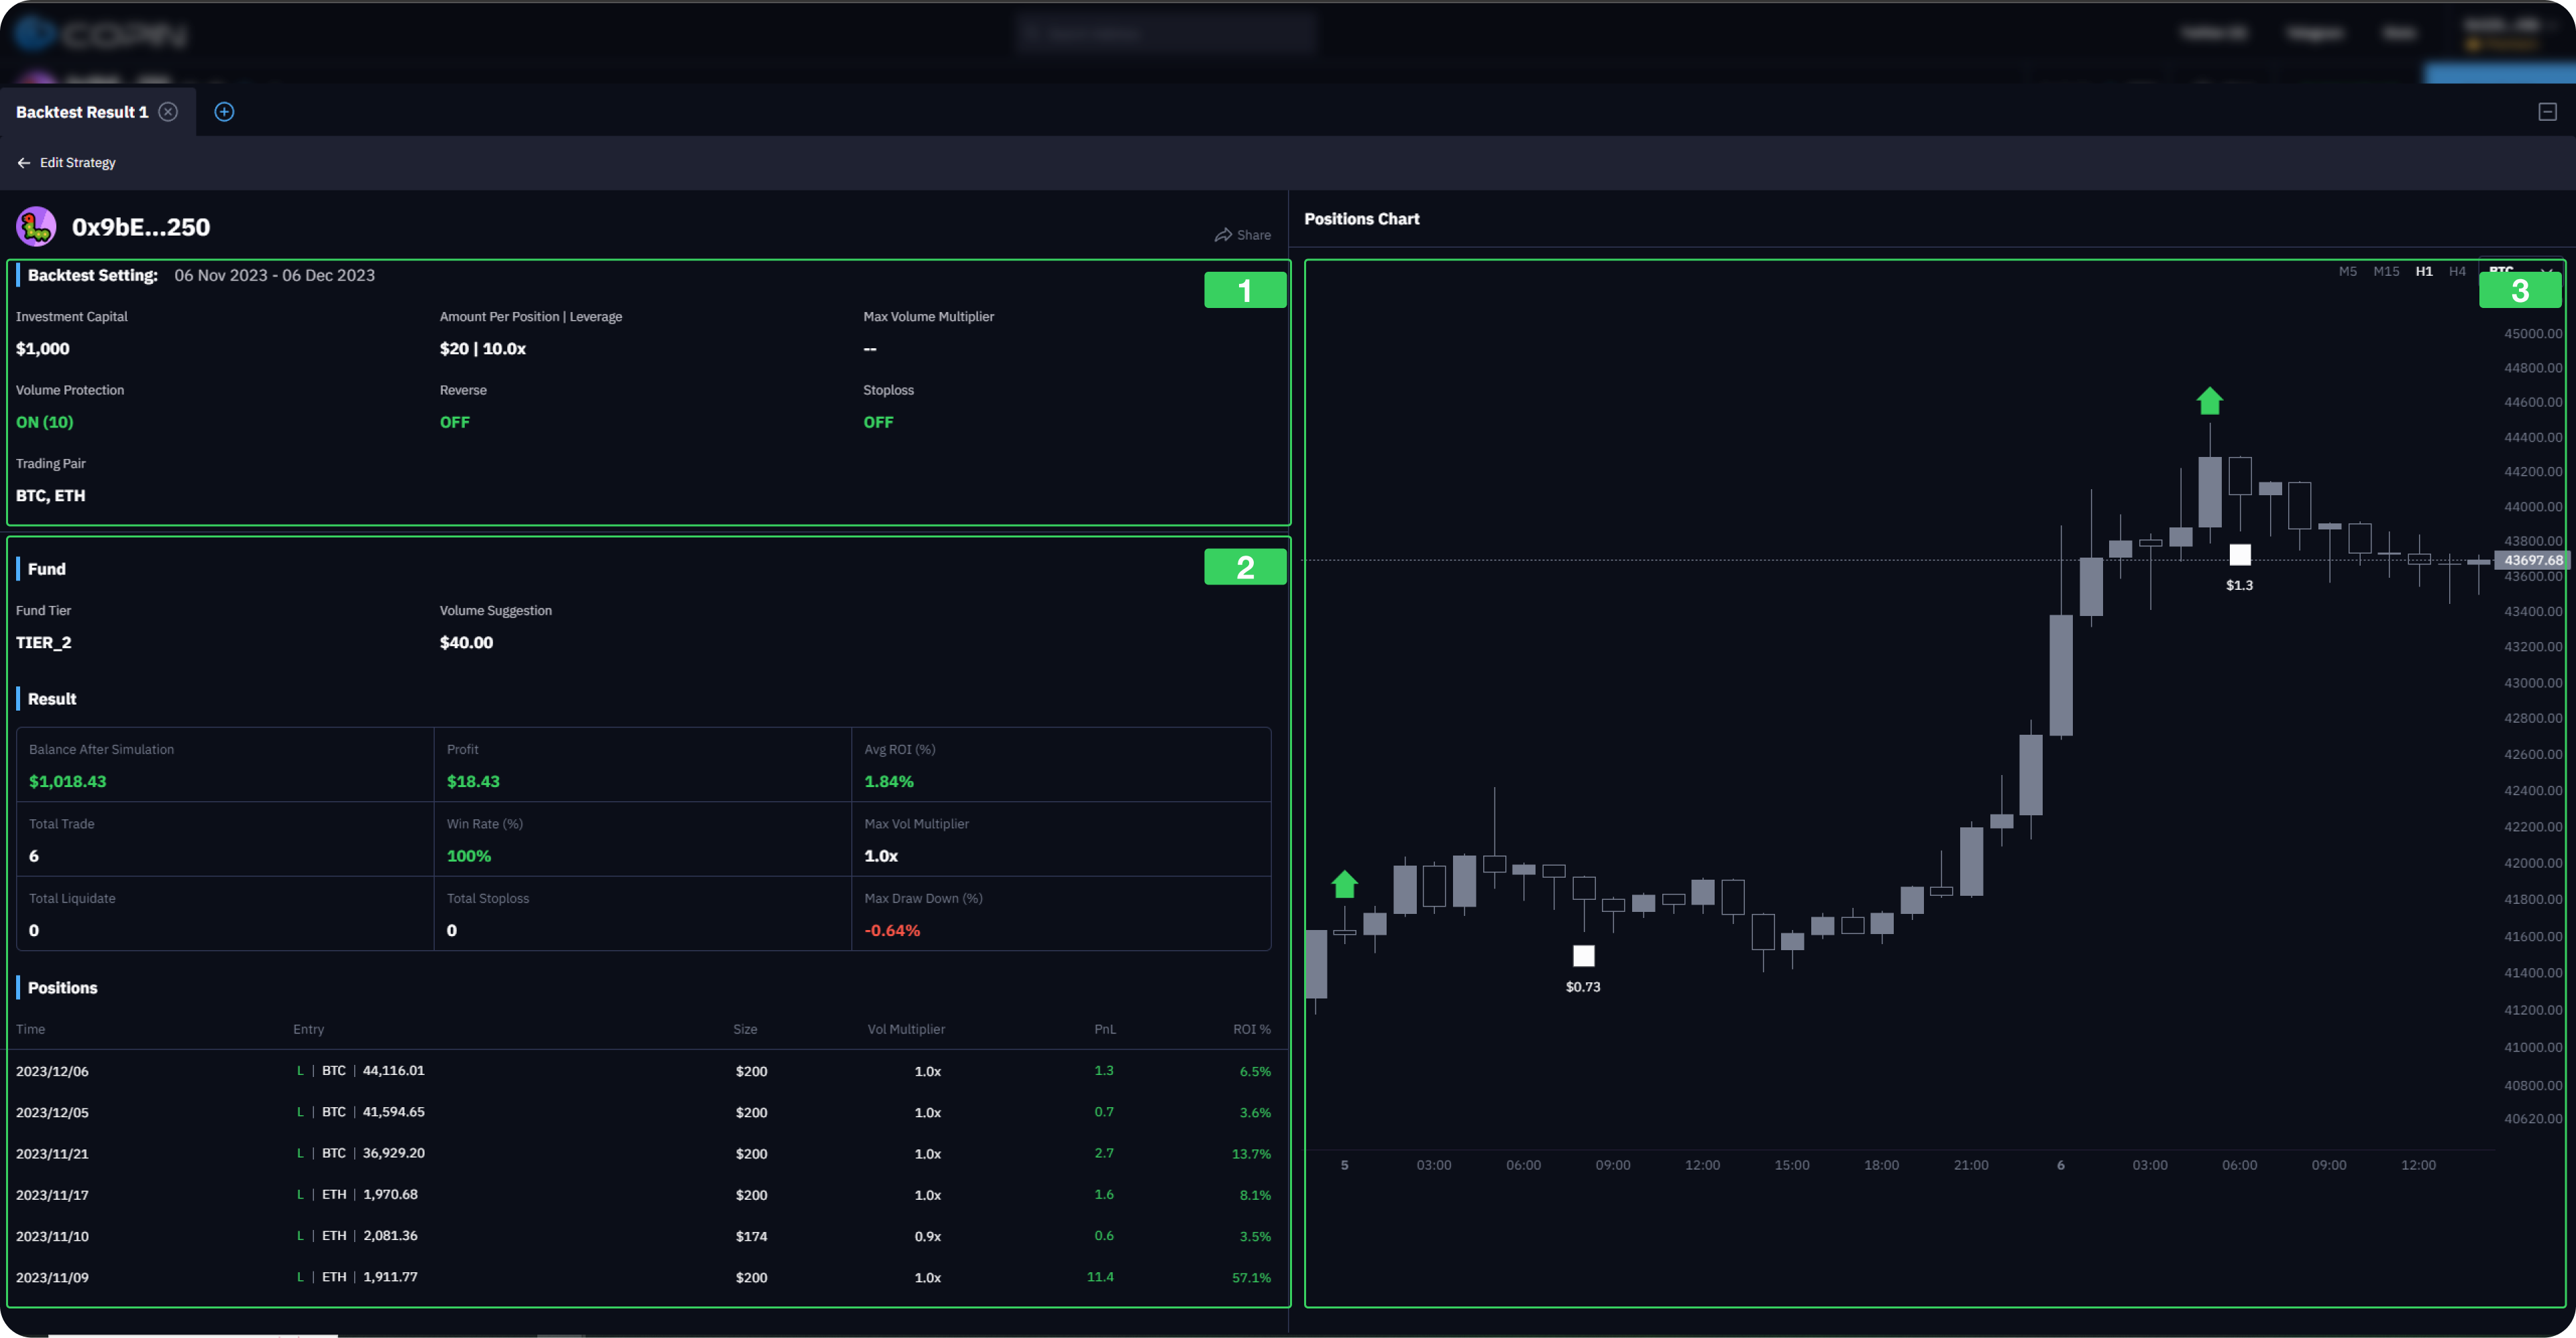 COPIN
Backtest Result 1
Edit Strategy
0x9bE...250
Share
Backtest Setting: 06 Nov 2023 - 06 Dec 2023
1
Investment Capital Amount Per Position | Leverage Max Volume Multiplier
$1,000 $20 | 10.0x --
Volume Protection Reverse Stoploss
ON (10) OFF OFF
Trading Pair
BTC, ETH
Fund
2
Fund Tier Volume Suggestion
TIER_2 $40.00
Result
Balance After Simulation Profit Avg ROI (%)
$1,018.43 $18.43 1.84%
Total Trade Win Rate (%) Max Vol Multiplier
6 100% 1.0x
Total Liquidate Total Stoploss Max Draw Down (%)
0 0 -0.64%
Positions
Time Entry Size Vol Multiplier PnL ROI %
2023/12/06 L | BTC | 44,116.01 $200 1.0x 1.3 6.5%
2023/12/05 L | BTC | 41,594.65 $200 1.0x 0.7 3.6%
2023/11/21 L | BTC | 36,929.20 $200 1.0x 2.7 13.7%
2023/11/17 L | ETH | 1,970.68 $200 1.0x 1.6 8.1%
2023/11/10 L | ETH | 2,081.36 $174 0.9x 0.6 3.5%
2023/11/09 L | ETH | 1,911.77 $200 1.0x 11.4 57.1%
Positions Chart
M5 M15 H1 H4 BTC
3
45000.00
44800.00
44600.00
44400.00
44200.00
44000.00
43800.00
43697.68
43600.00
43400.00
43200.00
43000.00
42800.00
42600.00
42400.00
42200.00
42000.00
41800.00
41600.00
41400.00
41200.00
41000.00
40800.00
40620.00
$1.3
$0.73
5 03:00 06:00 09:00 12:00 15:00 18:00 21:00 6 03:00 06:00 09:00 12:00